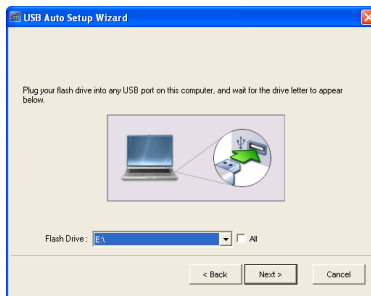 USB Auto Setup Wizard
Plug your flash drive into any USB port on this computer, and wait for the drive letter to appear
below.
Flash Drive : E:\ All
< Back Next > Cancel